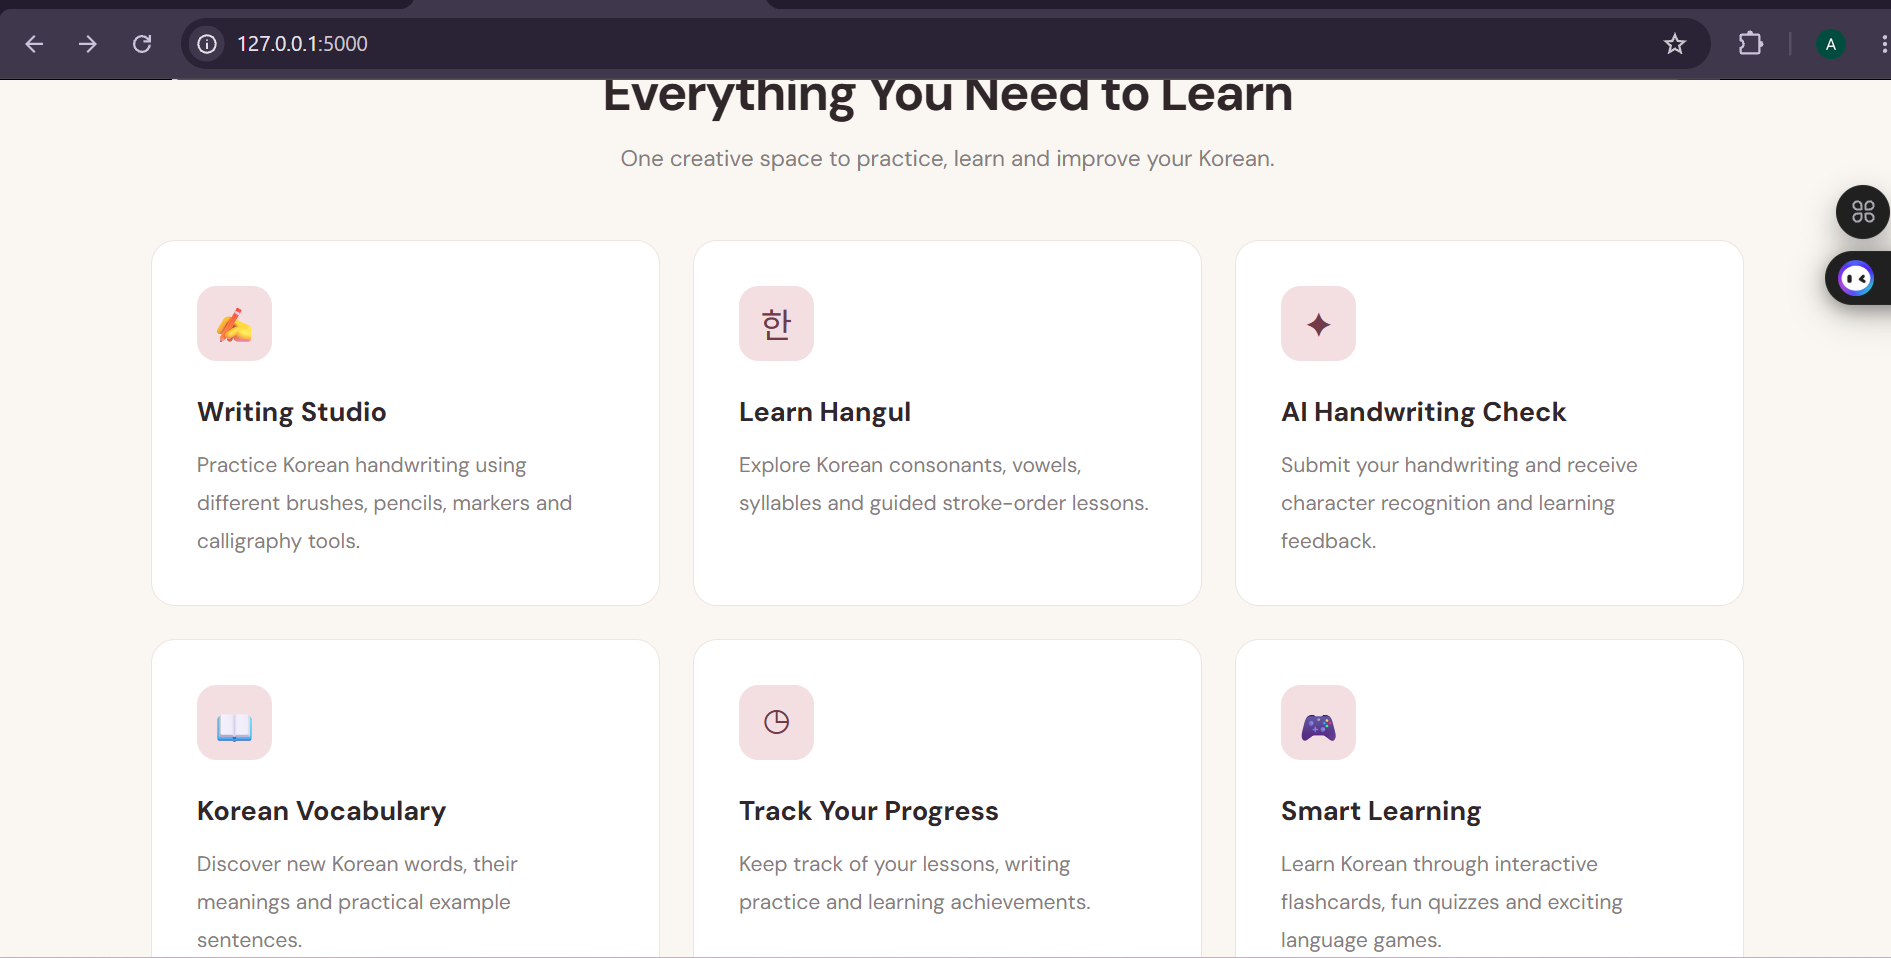 127.0.0.1:5000
A
Everything You Need to Learn
One creative space to practice, learn and improve your Korean.
한
Writing Studio
Learn Hangul
AI Handwriting Check
Practice Korean handwriting using
different brushes, pencils, markers and
calligraphy tools.
Explore Korean consonants, vowels,
syllables and guided stroke-order lessons.
Submit your handwriting and receive
character recognition and learning
feedback.
Korean Vocabulary
Track Your Progress
Smart Learning
Discover new Korean words, their
meanings and practical example
sentences.
Keep track of your lessons, writing
practice and learning achievements.
Learn Korean through interactive
flashcards, fun quizzes and exciting
language games.